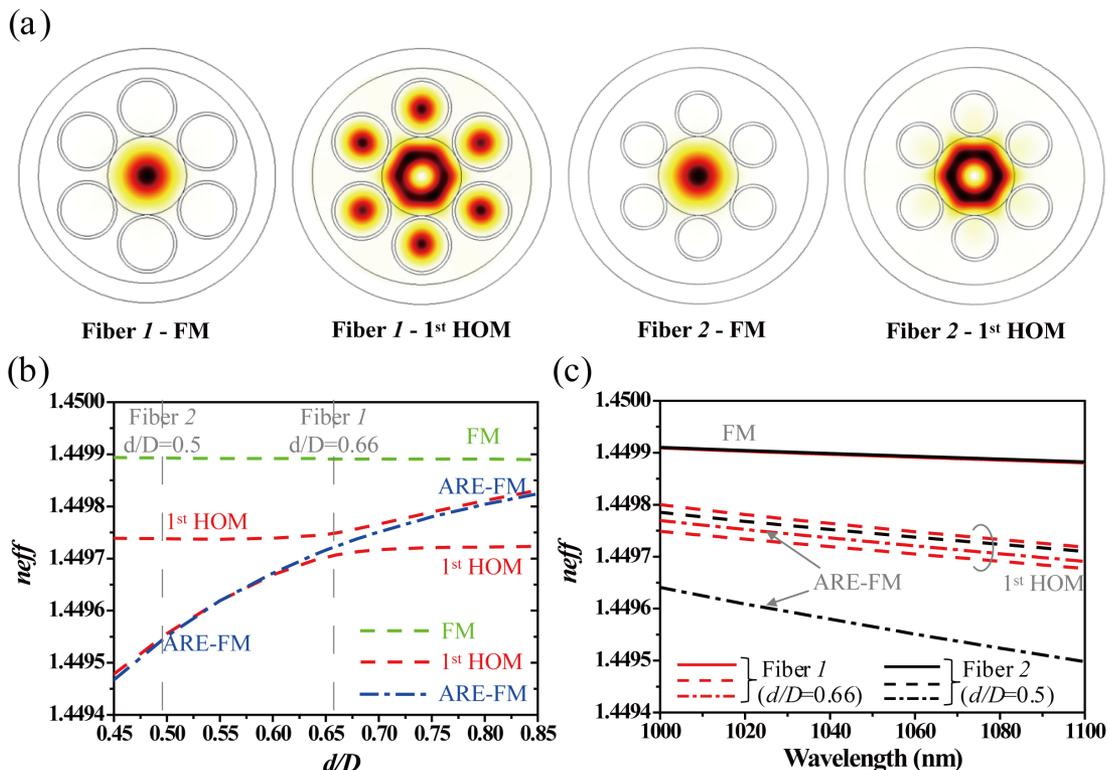 (a)
Fiber 1 - FM
Fiber 1 - 1st HOM
Fiber 2 - FM
Fiber 2 - 1st HOM
(b)
1.4500
1.4499
1.4498
1.4497
1.4496
1.4495
1.4494
neff
Fiber 2
d/D=0.5
Fiber 1
d/D=0.66
FM
ARE-FM
1st HOM
1st HOM
ARE-FM
FM
1st HOM
ARE-FM
0.45 0.50 0.55 0.60 0.65 0.70 0.75 0.80 0.85
d/D
(c)
1.4500
1.4499
1.4498
1.4497
1.4496
1.4495
1.4494
neff
FM
ARE-FM
1st HOM
Fiber 1
(d/D=0.66)
Fiber 2
(d/D=0.5)
1000 1020 1040 1060 1080 1100
Wavelength (nm)